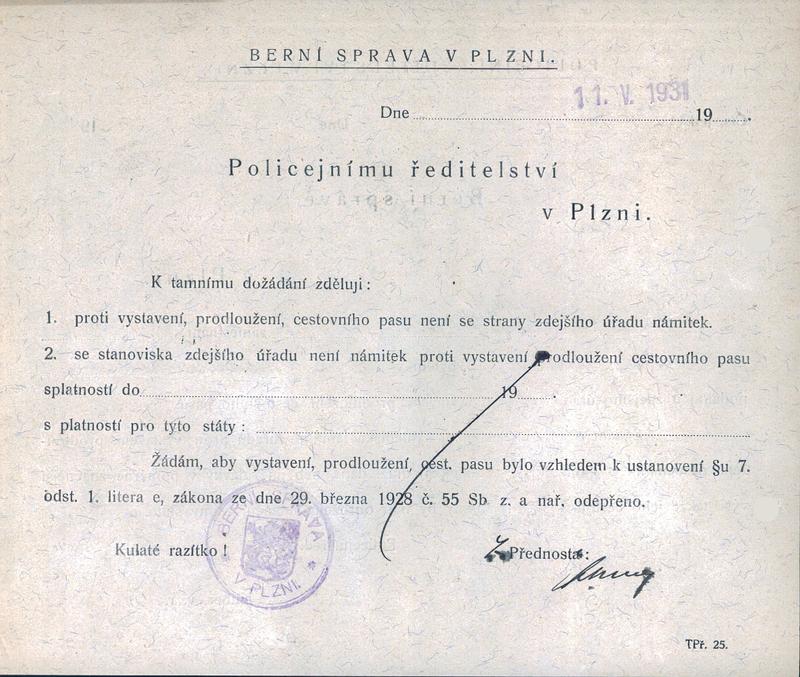 BERNÍ SPRAVA V PLZNI.
11. V. 1931
Dne 19 .
Policejnímu ředitelství
v Plzni.
K tamnímu dožádání zděluji:
1. proti vystavení, prodloužení, cestovního pasu není se strany zdejšího úřadu námitek.
2. se stanoviska zdejšího úřadu není námitek proti vystavení prodloužení cestovního pasu
splatností do 19 .
s platností pro tyto státy:
Žádám, aby vystavení, prodloužení, cest. pasu bylo vzhledem k ustanovení §u 7.
odst. 1. litera e, zákona ze dne 29. března 1928 č. 55 Sb z. a nař. odepřeno.
BERNÍ SPRÁVA
V PLZNI.
Kulaté razítko!
Z Přednosta:
TPř. 25.